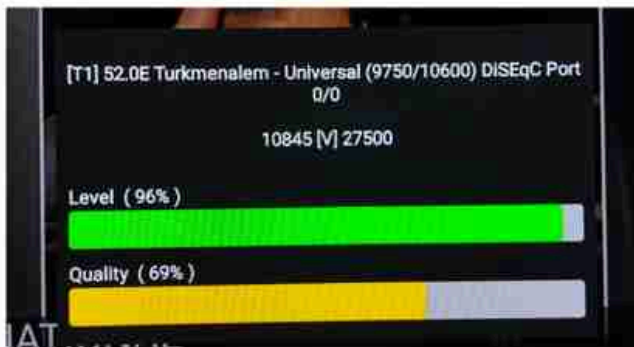 [T1] 52.0E Turkmenalem - Universal (9750/10600) DiSEqC Port
0/0
10845 [V] 27500
Level ( 96% )
Quality ( 69% )